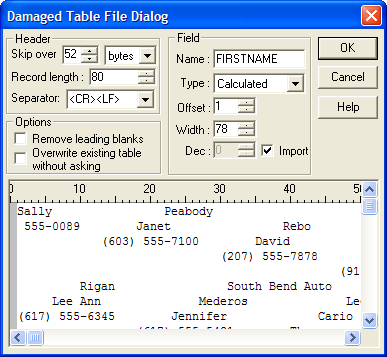 Damaged Table File Dialog
Header
Skip over 52 bytes
Record length : 80
Separator: <CR><LF>
Options
Remove leading blanks
Overwrite existing table
without asking
Field
Name : FIRSTNAME
Type : Calculated
Offset : 1
Width : 78
Dec : 0 Import
OK
Cancel
Help
0 10 20 30 40 50
Sally Peabody
555-0089 Janet Rebo
(603) 555-7100 David
(207) 555-7878
(91
Rigan South Bend Auto
Lee Ann Mederos Le
(617) 555-6345 Jennifer Cario